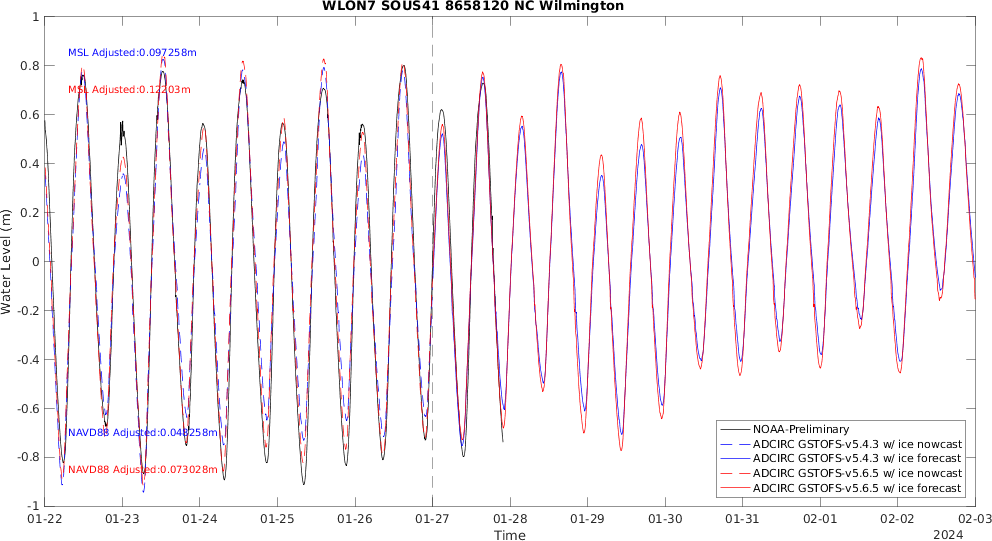 WLON7 SOUS41 8658120 NC Wilmington
1
0.8
0.6
0.4
0.2
0
-0.2
-0.4
-0.6
-0.8
-1
Water Level (m)
MSL Adjusted:0.097258m
MSL Adjusted:0.12203m
NAVD88 Adjusted:0.048258m
NAVD88 Adjusted:0.073028m
NOAA-Preliminary
ADCIRC GSTOFS-v5.4.3 w/ ice nowcast
ADCIRC GSTOFS-v5.4.3 w/ ice forecast
ADCIRC GSTOFS-v5.6.5 w/ ice nowcast
ADCIRC GSTOFS-v5.6.5 w/ ice forecast
01-22 01-23 01-24 01-25 01-26 01-27 01-28 01-29 01-30 01-31 02-01 02-02 02-03
Time
2024